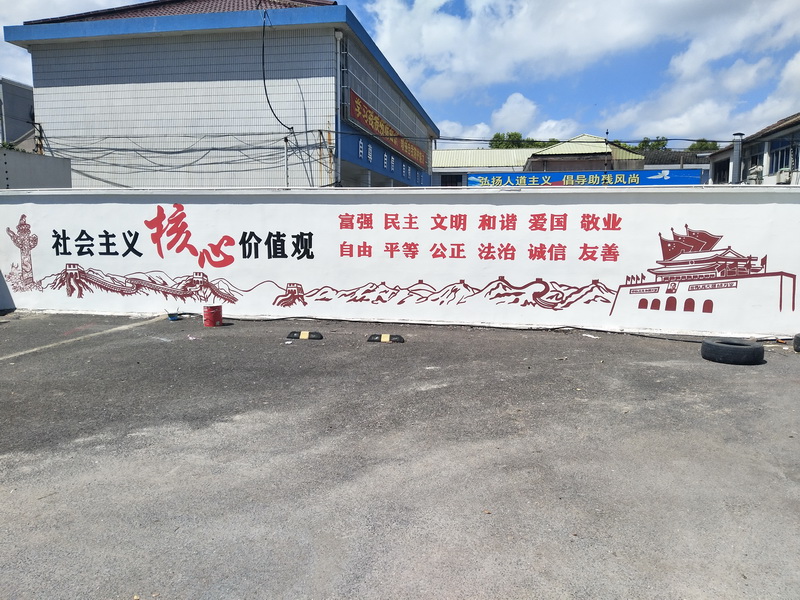 弘扬人道主义 倡导助残风尚
社会主义核心价值观
富强 民主 文明 和谐 爱国 敬业
自由 平等 公正 法治 诚信 友善